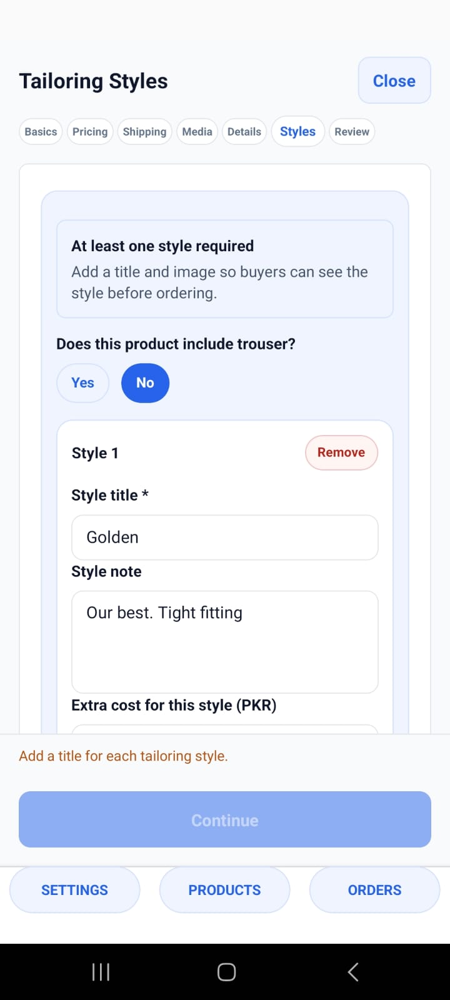 Tailoring Styles
Close
Basics
Pricing
Shipping
Media
Details
Styles
Review
At least one style required
Add a title and image so buyers can see the
style before ordering.
Does this product include trouser?
Yes
No
Style 1
Remove
Style title *
Golden
Style note
Our best. Tight fitting
Extra cost for this style (PKR)
Add a title for each tailoring style.
Continue
SETTINGS
PRODUCTS
ORDERS